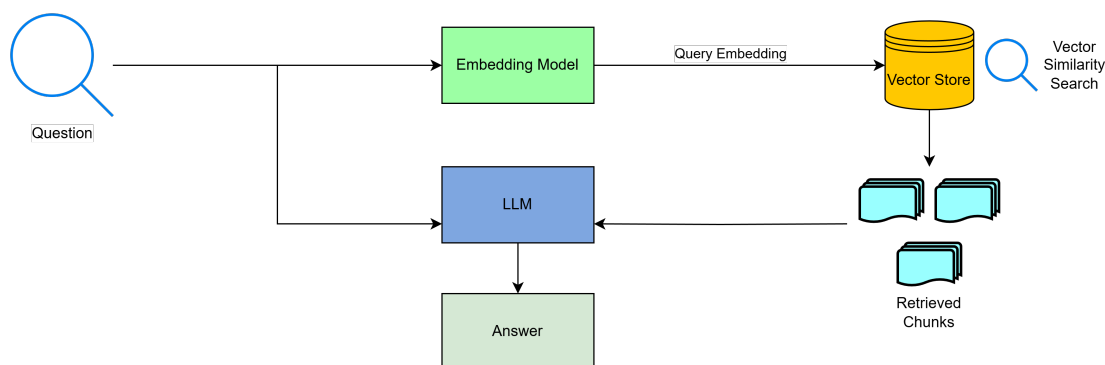 Question
Embedding Model
Query Embedding
Vector Store
Vector
Similarity
Search
LLM
Answer
Retrieved
Chunks